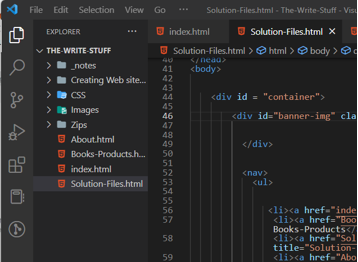 File Edit Selection View
Solution-Files.html - The-Write-Stuff - Visu
EXPLORER
THE-WRITE-STUFF
_notes
Creating Web site...
CSS
Images
Zips
About.html
Books-Products.h...
index.html
Solution-Files.html
index.html
Solution-Files.html
Solution-Files.html > html > body >
40 </head>
41 <body>
42
43
44 <div id = "container">
45
46 <div id="banner-img" cla
47
48 </div>
51
52 <nav>
53 <ul>
54
55
56 <li><a href="inde
57 <li><a href="Boo
Books-Products</
58 <li><a href="Sol
title="Solution-
59 <li><a href="Abo